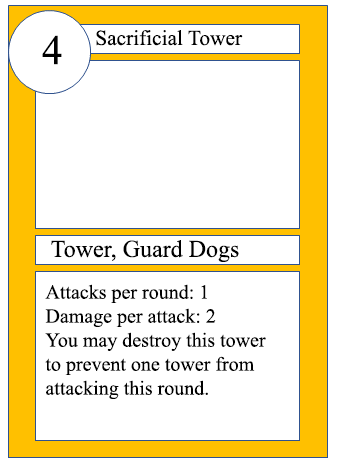 4
Sacrificial Tower
Tower, Guard Dogs
Attacks per round: 1
Damage per attack: 2
You may destroy this tower
to prevent one tower from
attacking this round.